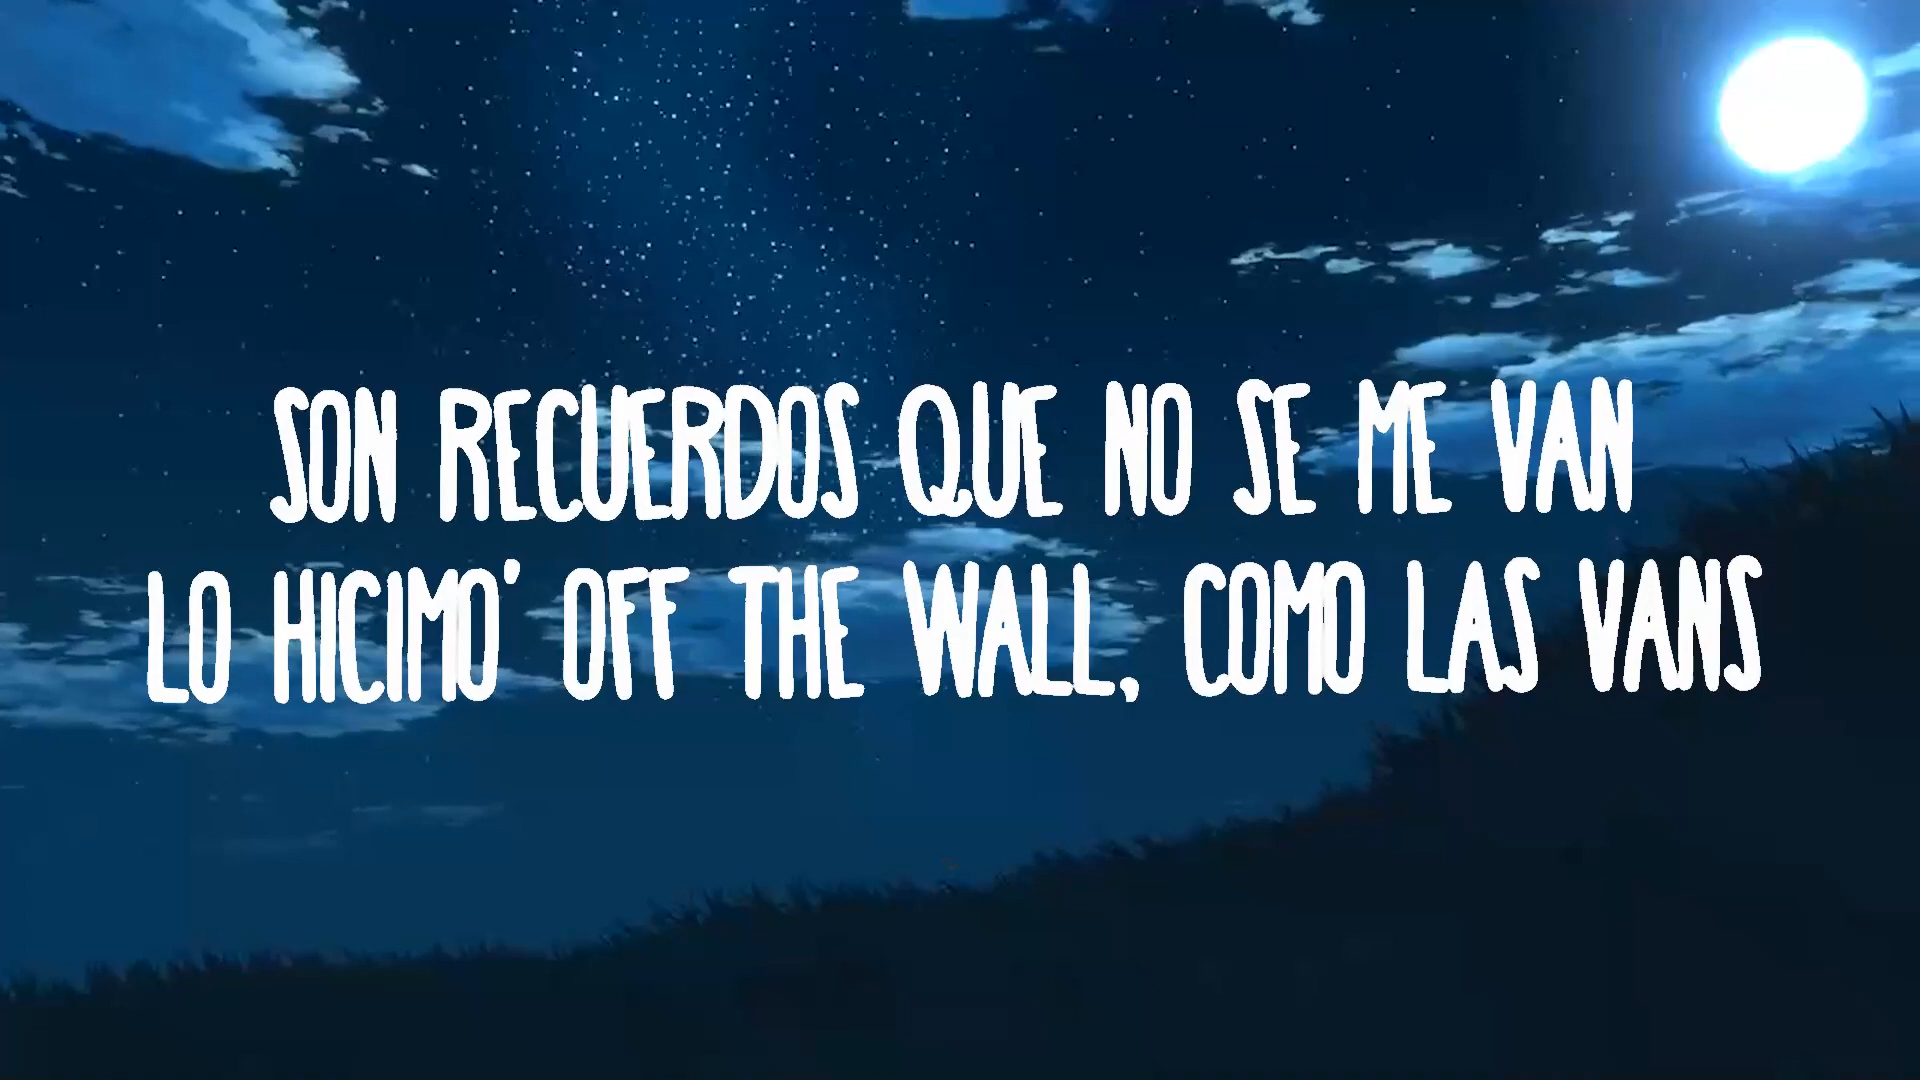 SON RECUERDOS QUE NO SE ME VAN
LO HICIMO' OFF THE WALL, COMO LAS VANS